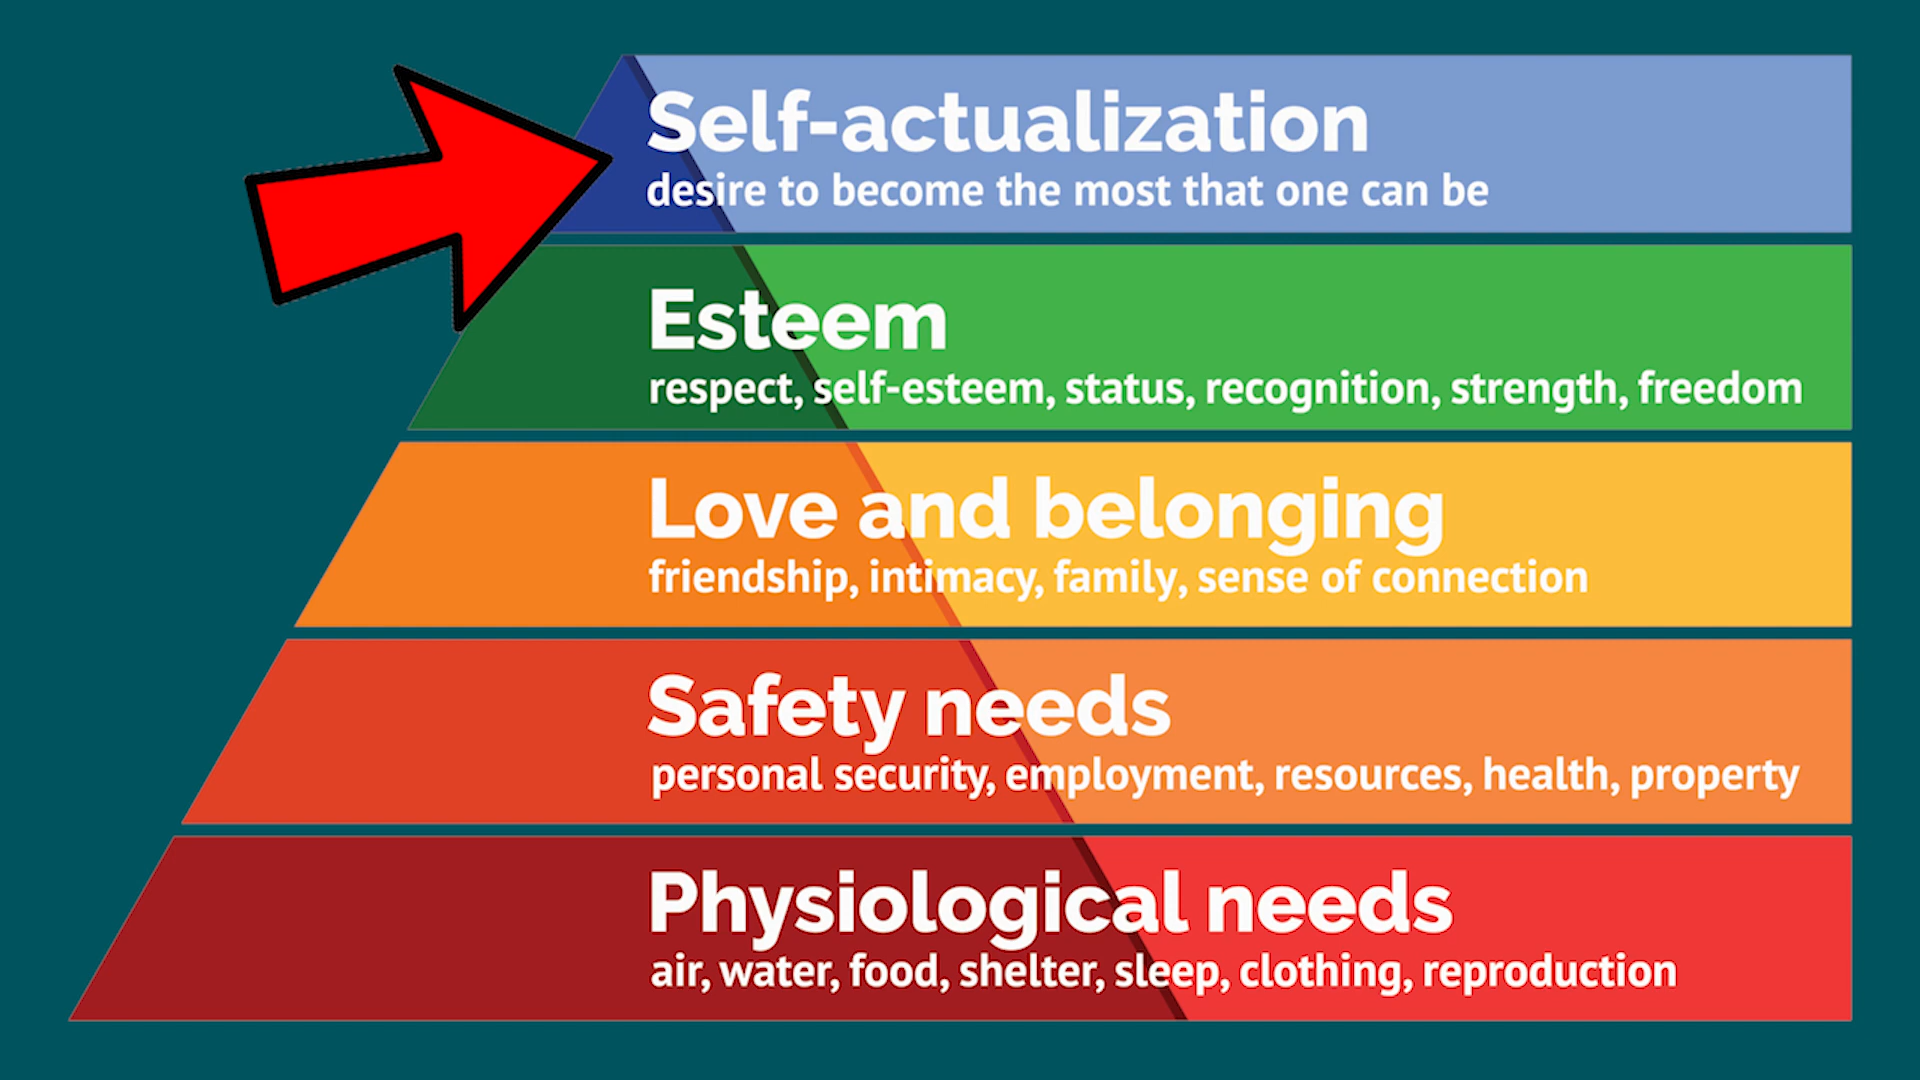 Self-actualization
desire to become the most that one can be
Esteem
respect, self-esteem, status, recognition, strength, freedom
Love and belonging
friendship, intimacy, family, sense of connection
Safety needs
personal security, employment, resources, health, property
Physiological needs
air, water, food, shelter, sleep, clothing, reproduction